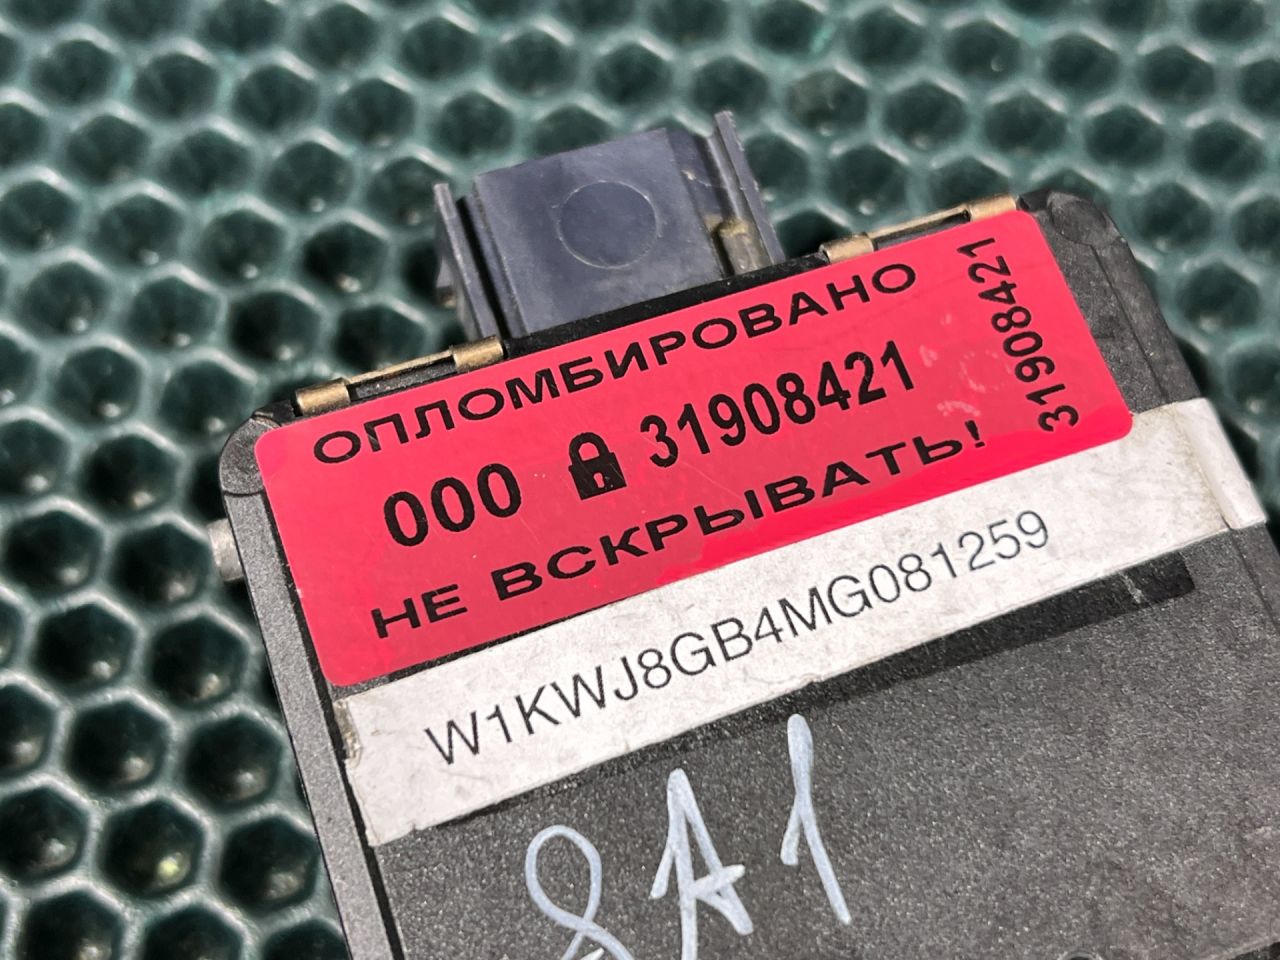 ОПЛОМБИРОВАНО
000 31908421
НЕ ВСКРЫВАТЬ!
31908421
W1KWJ8GB4MG081259
8A1